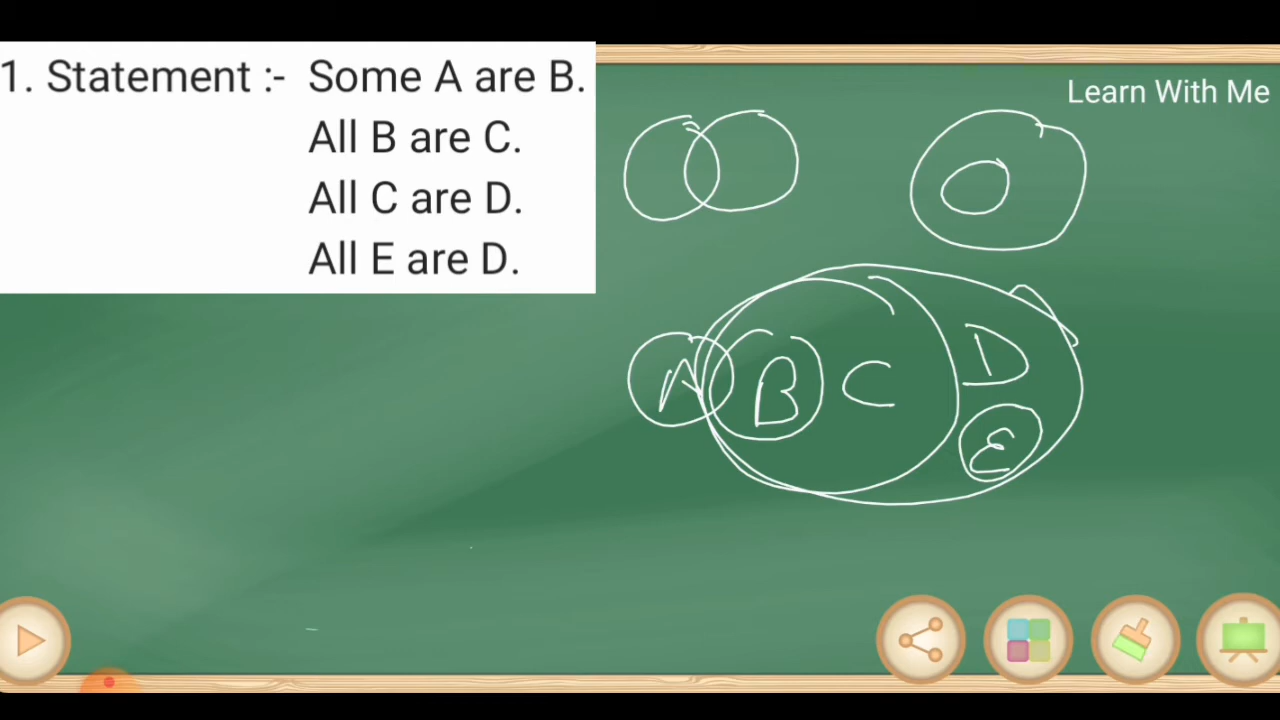 1. Statement :- Some A are B.
All B are C.
All C are D.
All E are D.
Learn With Me
A B C D
E